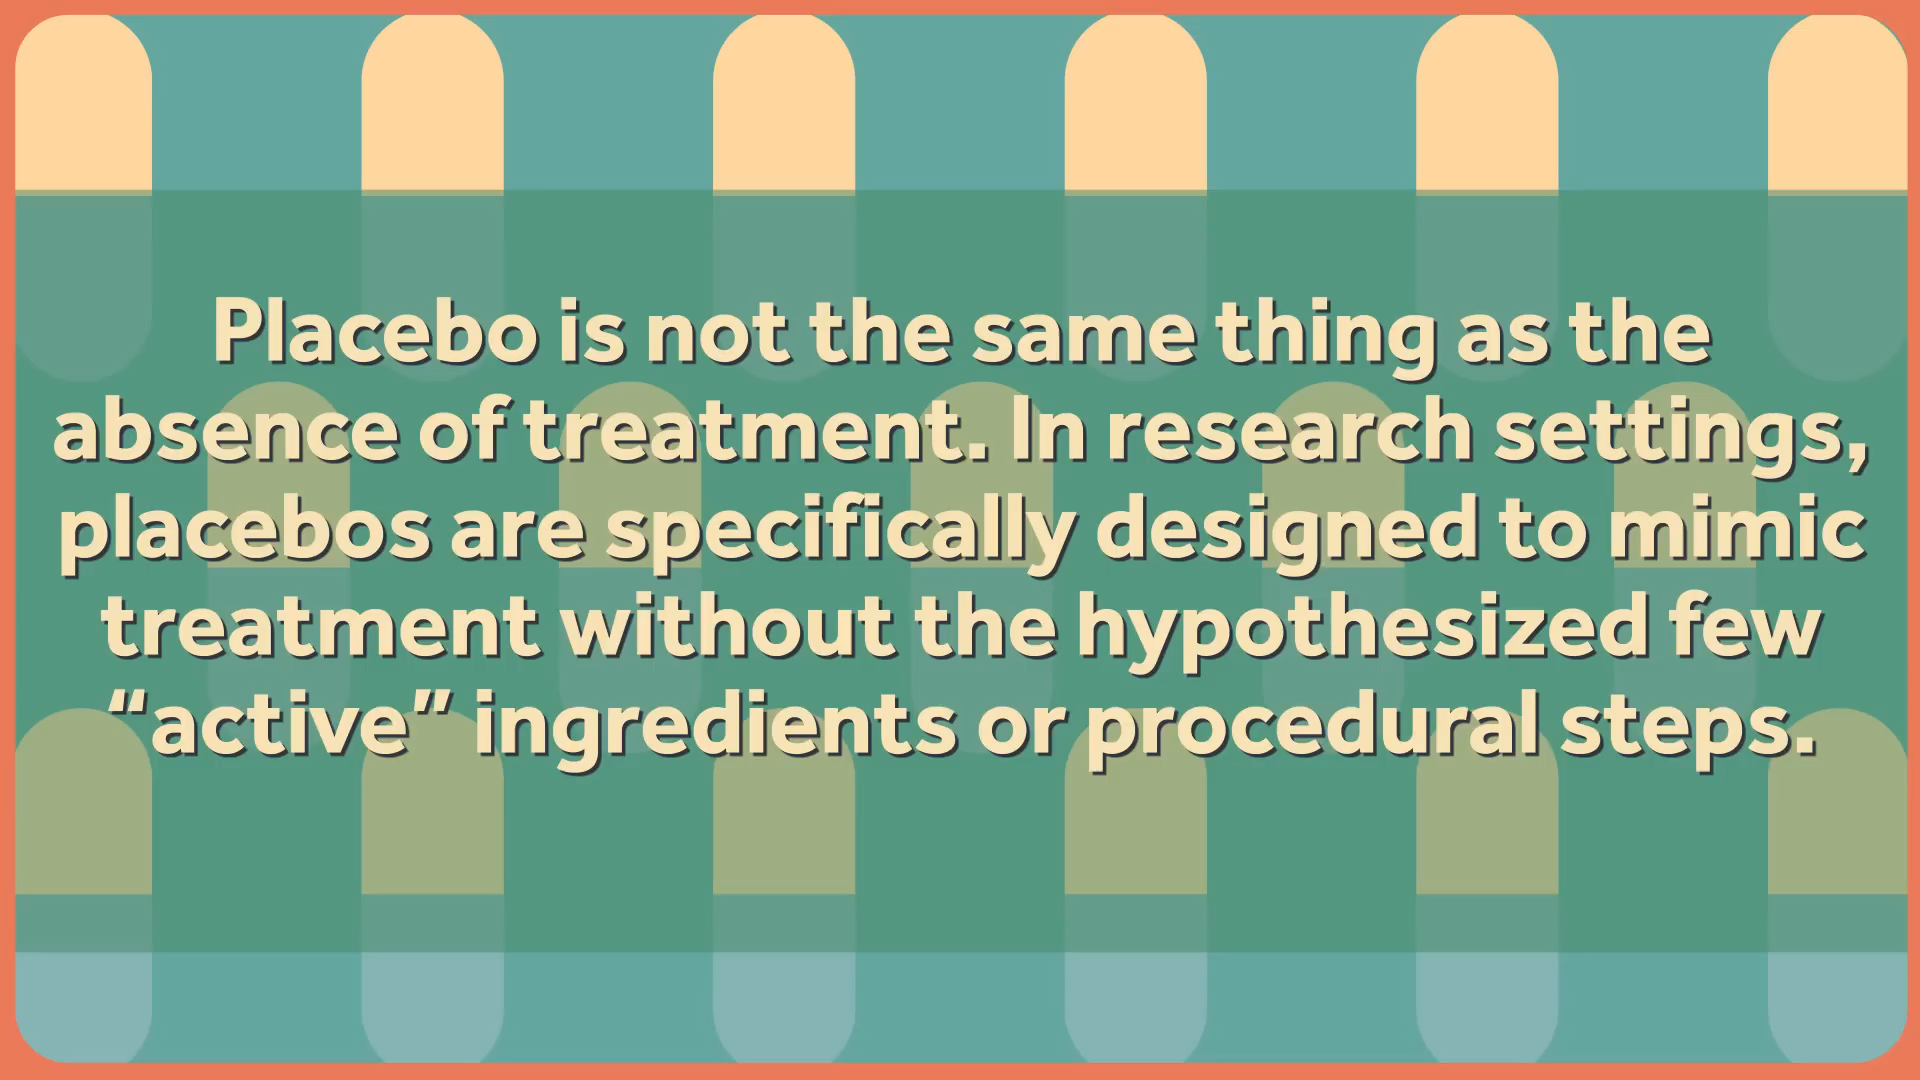 Placebo is not the same thing as the
absence of treatment. In research settings,
placebos are specifically designed to mimic
treatment without the hypothesized few
“active” ingredients or procedural steps.